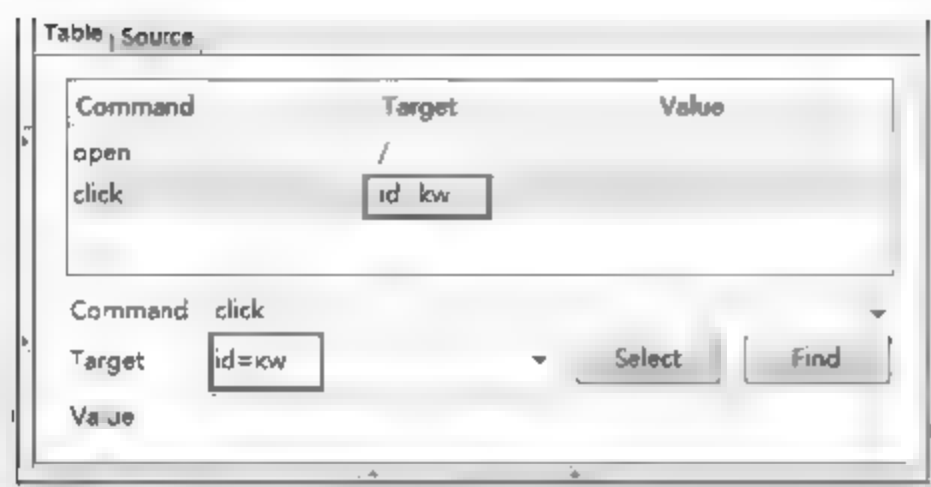 Table Source
Command Target Value
open /
click id kw
Command click
Target id=kw Select Find
Value